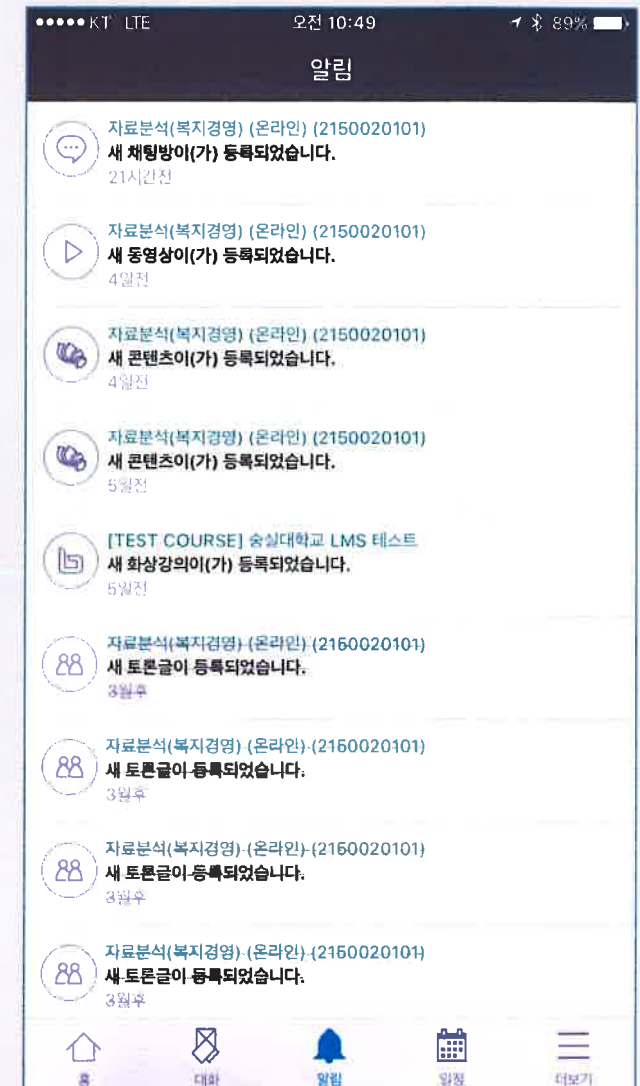 KT LTE 오전 10:49 89%
알림
자료분석(복지경영) (온라인) (2150020101)
새 채팅방이(가) 등록되었습니다.
21시간전
자료분석(복지경영) (온라인) (2150020101)
새 동영상이(가) 등록되었습니다.
4일전
자료분석(복지경영) (온라인) (2150020101)
새 콘텐츠이(가) 등록되었습니다.
4일전
자료분석(복지경영) (온라인) (2150020101)
새 콘텐츠이(가) 등록되었습니다.
5일전
[TEST COURSE] 숭실대학교 LMS 테스트
새 화상강의이(가) 등록되었습니다.
5일전
자료분석(복지경영) (온라인) (2150020101)
새 토론글이 등록되었습니다.
3월후
자료분석(복지경영) (온라인) (2150020101)
새 토론글이 등록되었습니다.
3월후
자료분석(복지경영) (온라인) (2150020101)
새 토론글이 등록되었습니다.
3월후
자료분석(복지경영) (온라인) (2150020101)
새 토론글이 등록되었습니다.
3월후
홈 대화 알림 일정 더보기